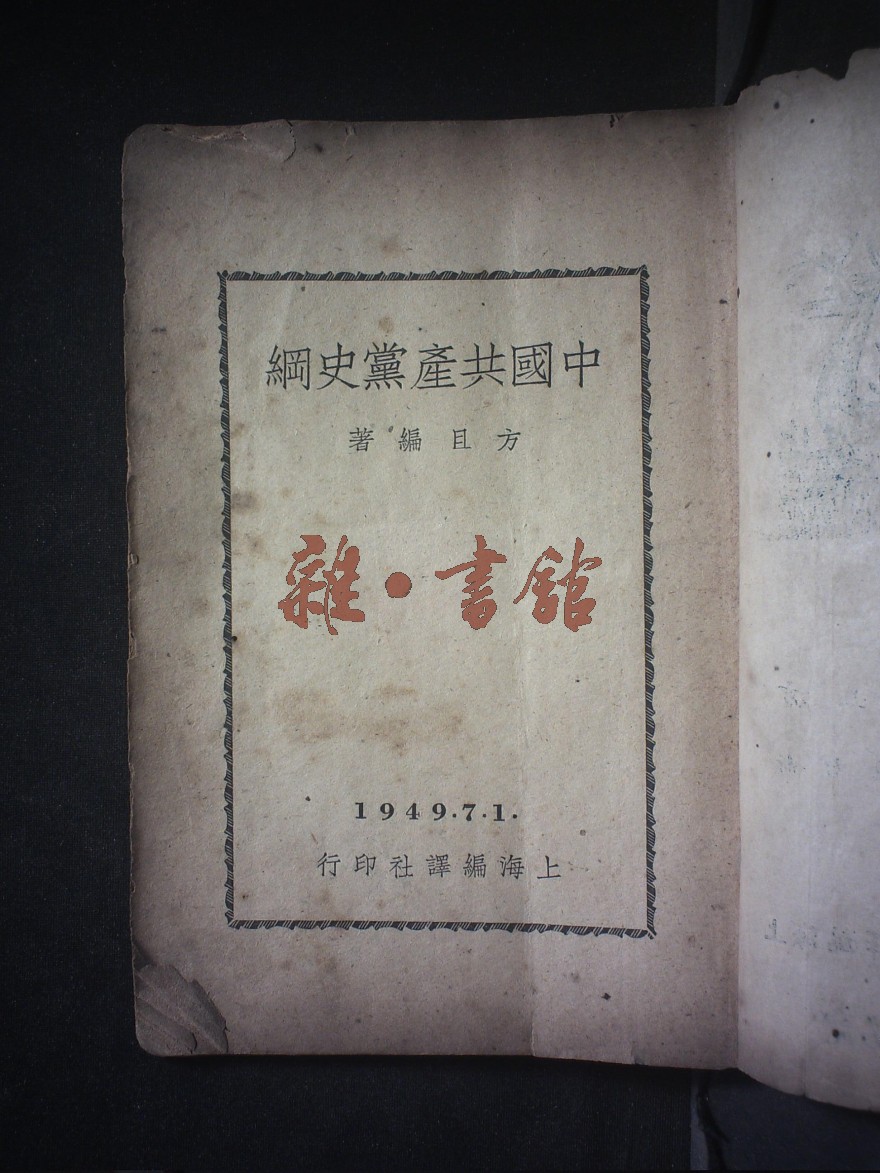 中國共產黨史綱
方且編著
雜•書館
1949.7.1.
上海編譯社印行